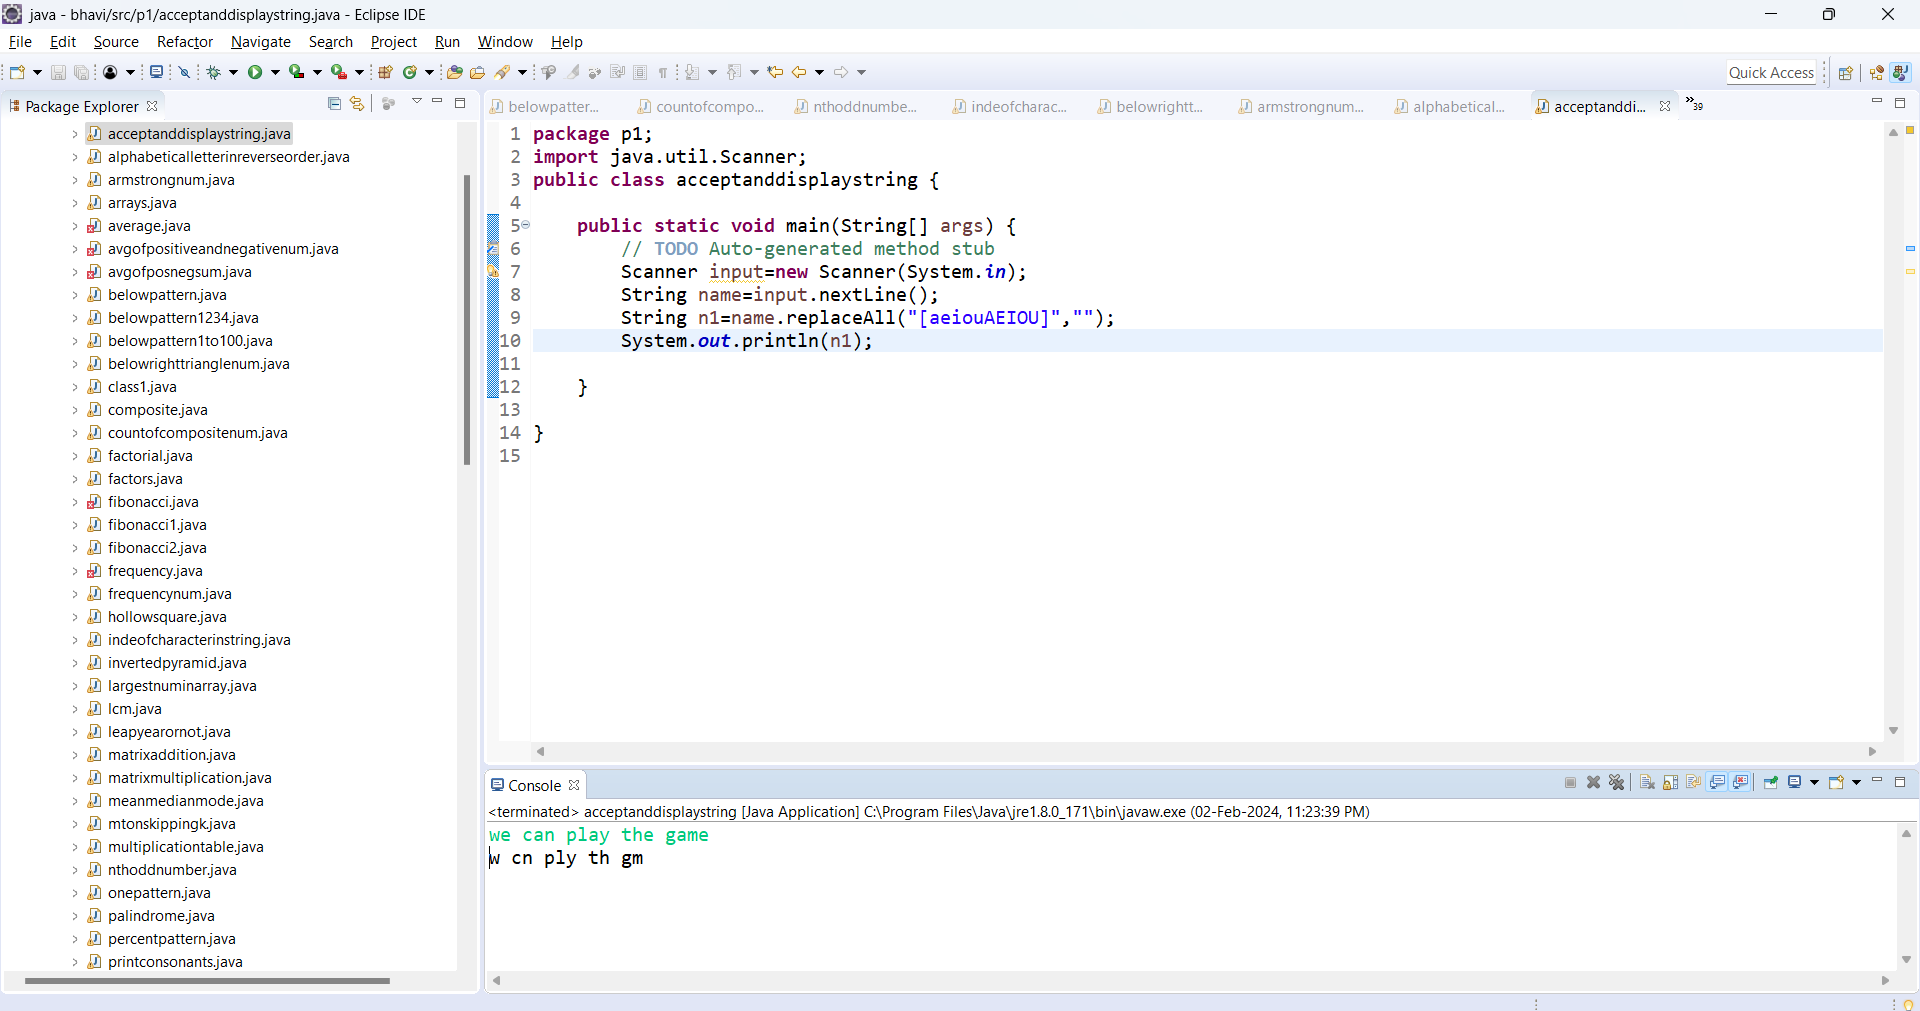 java - bhavi/src/p1/acceptanddisplaystring.java - Eclipse IDE
File Edit Source Refactor Navigate Search Project Run Window Help
Quick Access
Package Explorer
acceptanddisplaystring.java
alphabeticalletterinreverseorder.java
armstrongnum.java
arrays.java
average.java
avgofpositiveandnegativenum.java
avgofposnegsum.java
belowpattern.java
belowpattern1234.java
belowpattern1to100.java
belowrighttrianglenum.java
class1.java
composite.java
countofcompositenum.java
factorial.java
factors.java
fibonacci.java
fibonacci1.java
fibonacci2.java
frequency.java
frequencynum.java
hollowsquare.java
indeofcharacterinstring.java
invertedpyramid.java
largestnuminarray.java
lcm.java
leapyearornot.java
matrixaddition.java
matrixmultiplication.java
meanmedianmode.java
mtonskippingk.java
multiplicationtable.java
nthoddnumber.java
onepattern.java
palindrome.java
percentpattern.java
printconsonants.java
belowpatter... countofcompo... nthoddnumbe... indeofcharac... belowrightt... armstrongnum... alphabetical... acceptanddi... »39
1 package p1;
2 import java.util.Scanner;
3 public class acceptanddisplaystring {
4
5 public static void main(String[] args) {
6 // TODO Auto-generated method stub
7 Scanner input=new Scanner(System.in);
8 String name=input.nextLine();
9 String n1=name.replaceAll("[aeiouAEIOU]","");
10 System.out.println(n1);
11
12 }
13
14 }
15
Console
<terminated> acceptanddisplaystring [Java Application] C:\Program Files\Java\jre1.8.0_171\bin\javaw.exe (02-Feb-2024, 11:23:39 PM)
we can play the game
w cn ply th gm